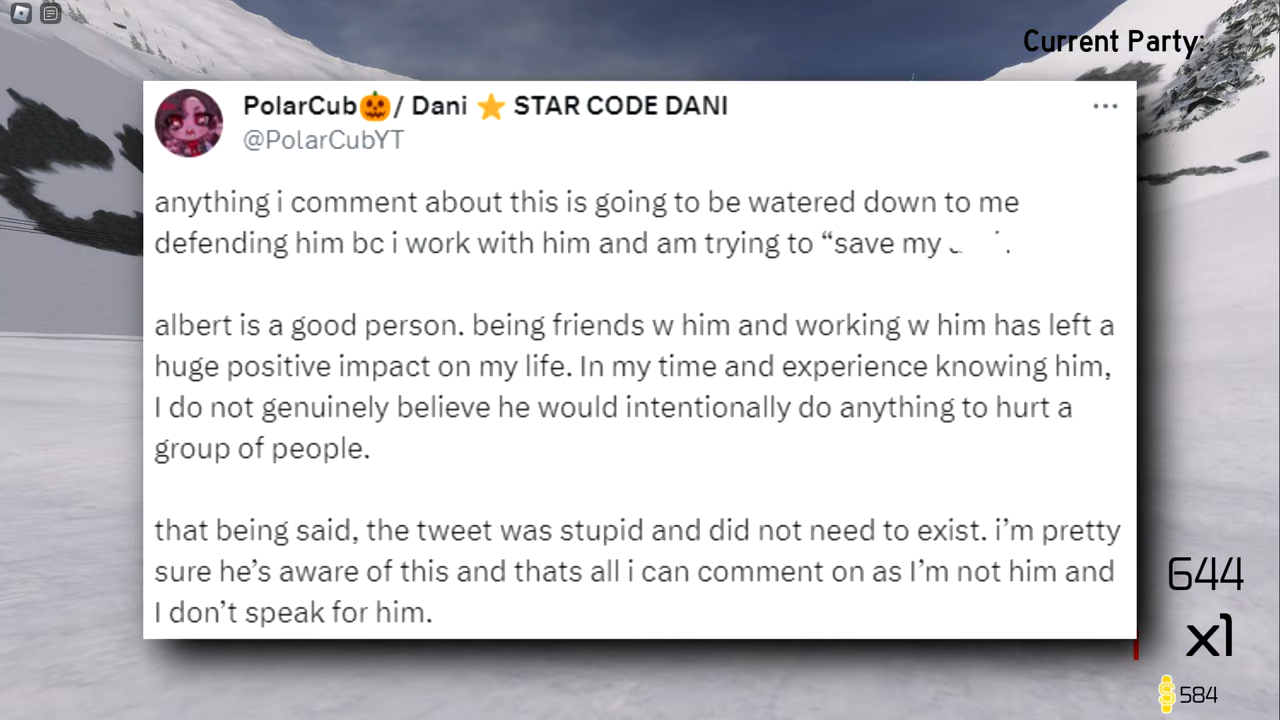 Current Party:
PolarCub🎃/ Dani ⭐ STAR CODE DANI
@PolarCubYT
anything i comment about this is going to be watered down to me
defending him bc i work with him and am trying to “save my .
albert is a good person. being friends w him and working w him has left a
huge positive impact on my life. In my time and experience knowing him,
I do not genuinely believe he would intentionally do anything to hurt a
group of people.
that being said, the tweet was stupid and did not need to exist. i’m pretty
sure he’s aware of this and thats all i can comment on as I’m not him and
I don’t speak for him.
644
x1
584